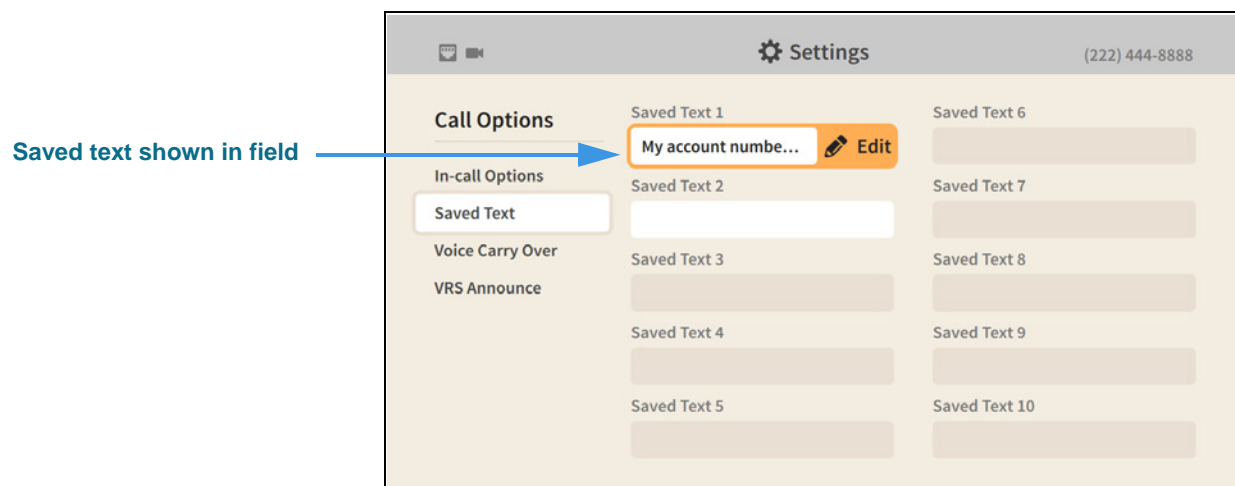 Settings
(222) 444-8888
Saved text shown in field
Call Options
In-call Options
Saved Text
Voice Carry Over
VRS Announce
Saved Text 1
My account numbe...
Edit
Saved Text 2
Saved Text 3
Saved Text 4
Saved Text 5
Saved Text 6
Saved Text 7
Saved Text 8
Saved Text 9
Saved Text 10